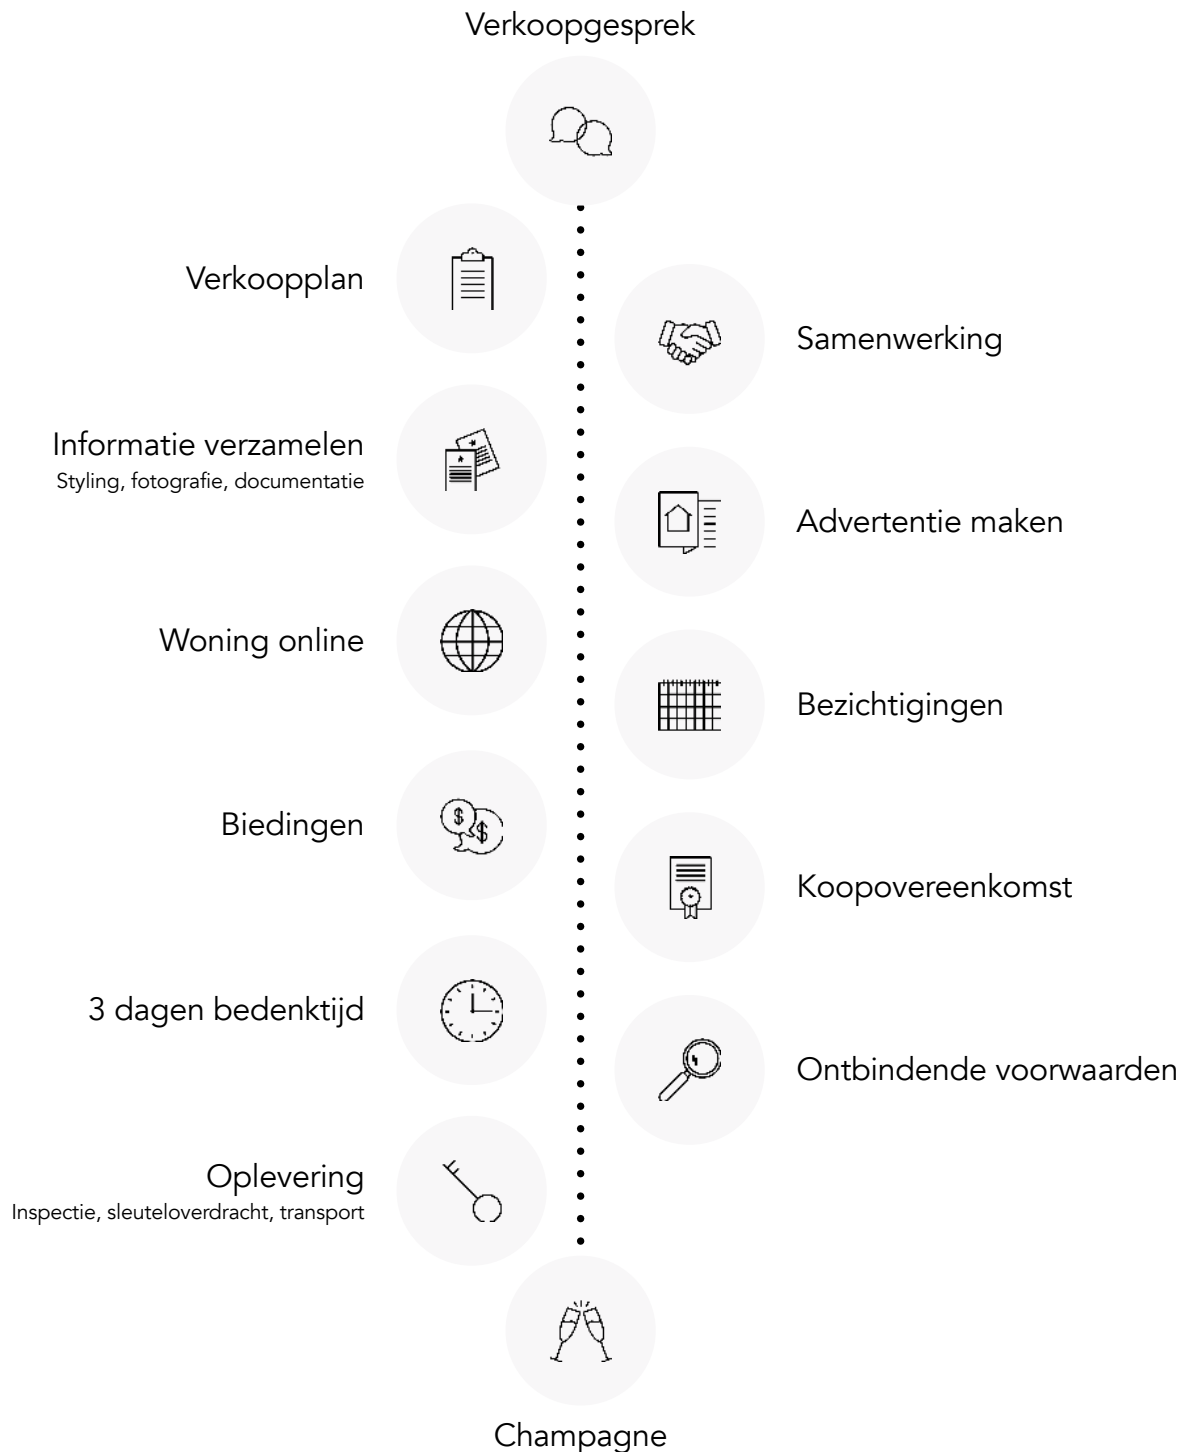 Verkoopgesprek
Verkoopplan
Samenwerking
Informatie verzamelen
Styling, fotografie, documentatie
Advertentie maken
Woning online
Bezichtigingen
Biedingen
Koopovereenkomst
3 dagen bedenktijd
Ontbindende voorwaarden
Oplevering
Inspectie, sleuteloverdracht, transport
Champagne